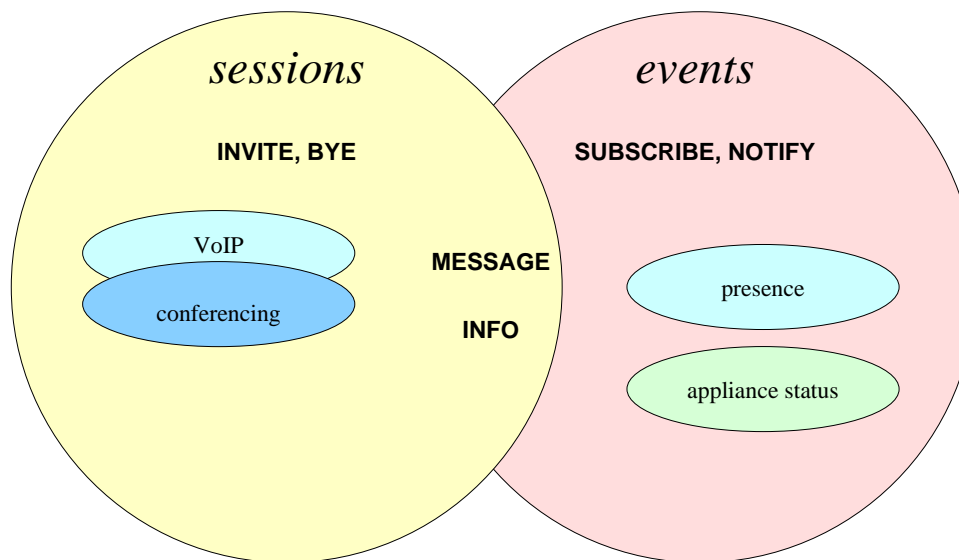 sessions
events
INVITE, BYE
SUBSCRIBE, NOTIFY
VoIP
conferencing
MESSAGE
INFO
presence
appliance status